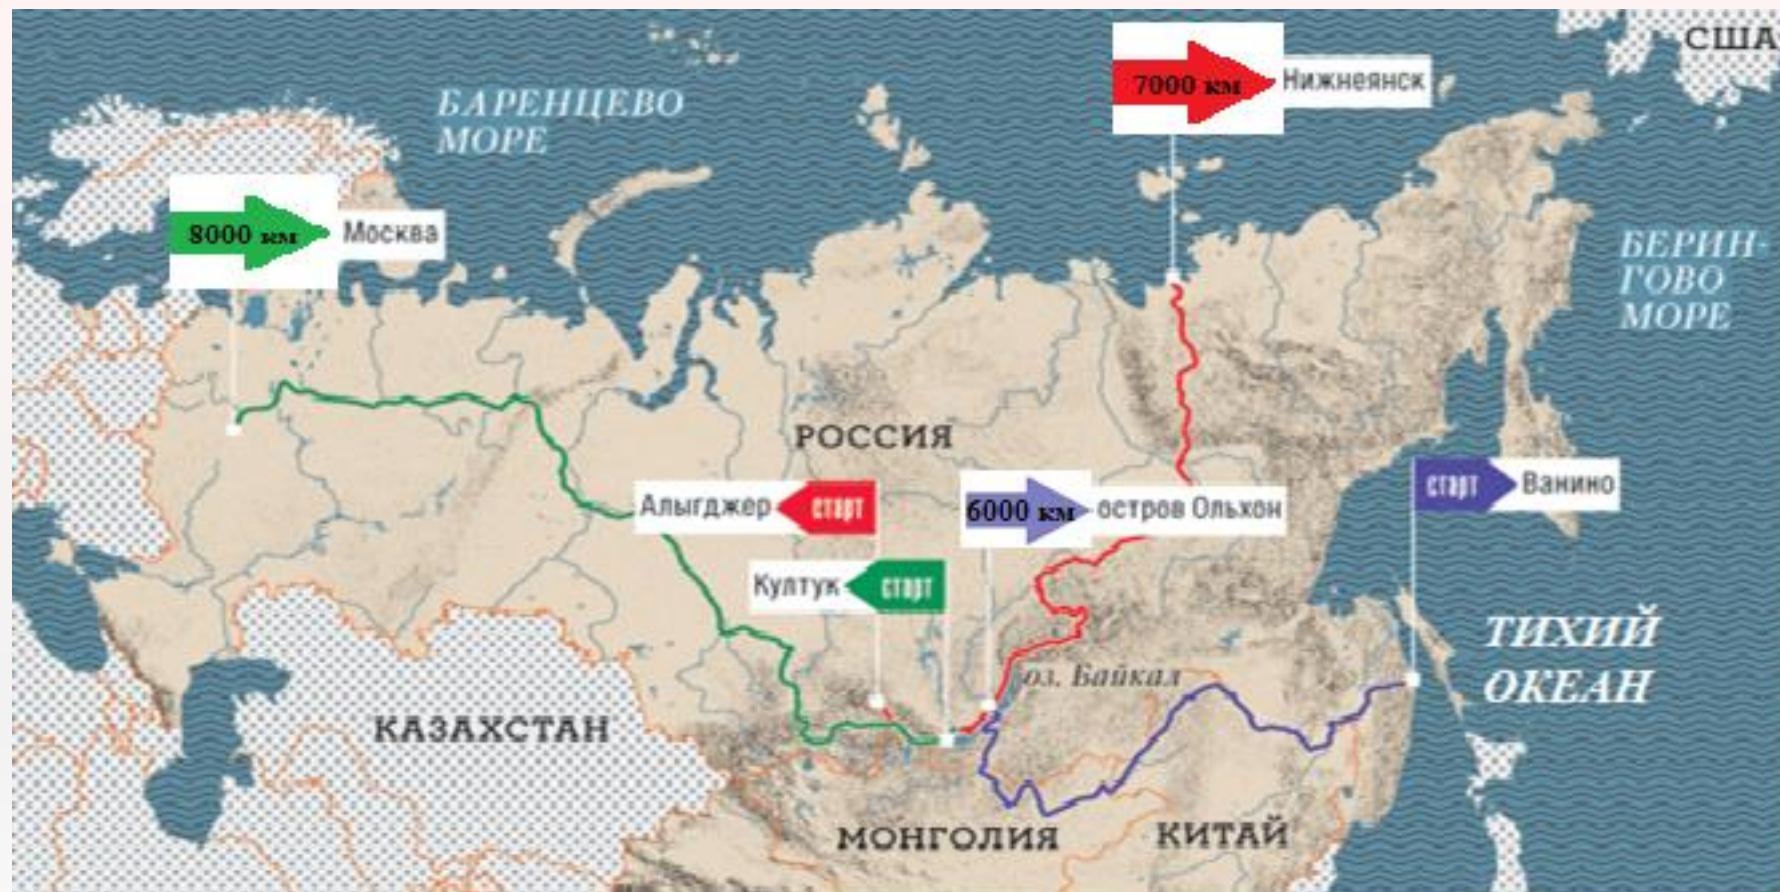 США
7000 км Нижнеянск
БАРЕНЦЕВО
МОРЕ
8000 км Москва
БЕРИН-
ГОВО
МОРЕ
РОССИЯ
Алыгджер старт
6000 км остров Ольхон
старт Ванино
Култук старт
ТИХИЙ
ОКЕАН
оз. Байкал
КАЗАХСТАН
МОНГОЛИЯ
КИТАЙ